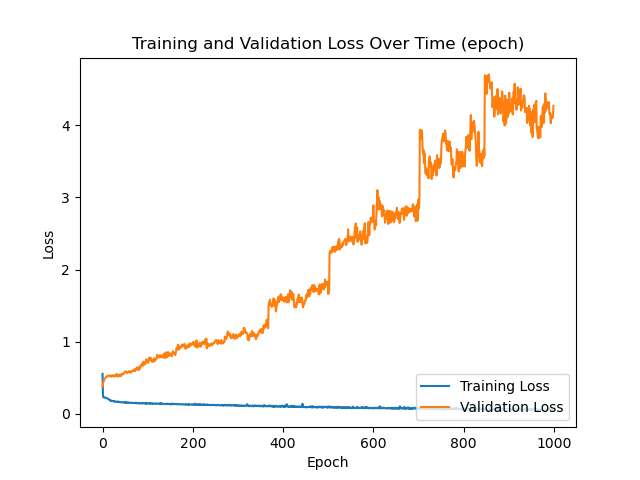 Training and Validation Loss Over Time (epoch)
Loss
4
3
2
1
0
Training Loss
Validation Loss
0 200 400 600 800 1000
Epoch